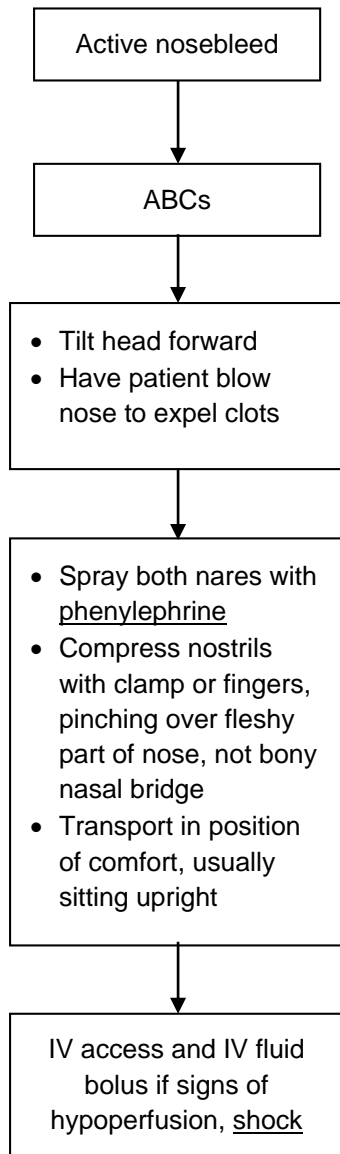 Active nosebleed
ABCs
• Tilt head forward
• Have patient blow
nose to expel clots
• Spray both nares with
phenylephrine
• Compress nostrils
with clamp or fingers,
pinching over fleshy
part of nose, not bony
nasal bridge
• Transport in position
of comfort, usually
sitting upright
IV access and IV fluid
bolus if signs of
hypoperfusion, shock